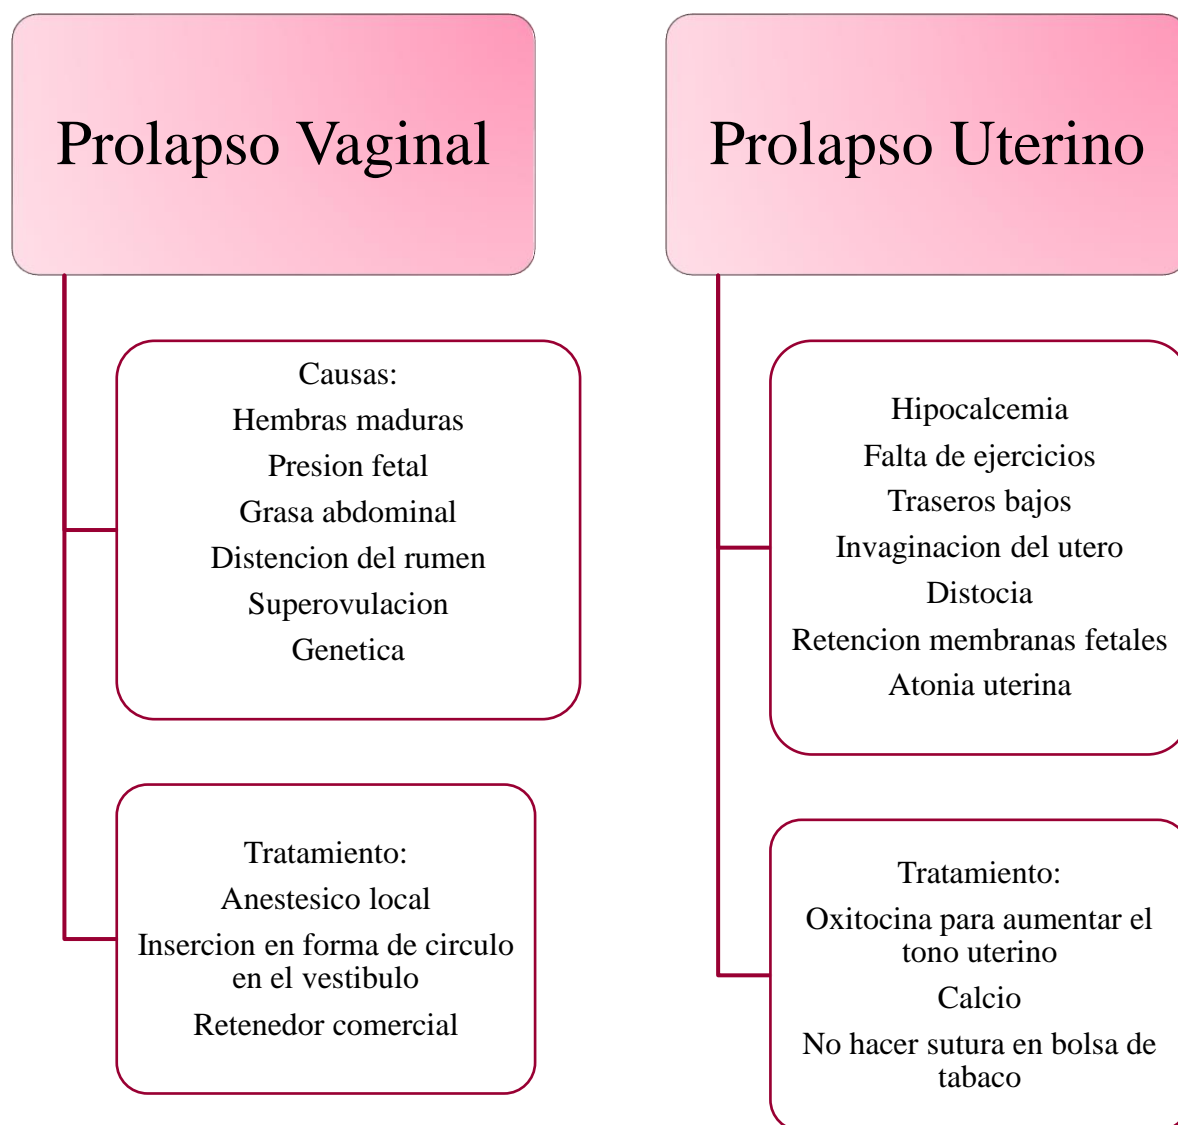 Prolapso Vaginal
Causas:
Hembras maduras
Presion fetal
Grasa abdominal
Distencion del rumen
Superovulacion
Genetica
Tratamiento:
Anestesico local
Insercion en forma de circulo
en el vestibulo
Retenedor comercial
Prolapso Uterino
Hipocalcemia
Falta de ejercicios
Traseros bajos
Invaginacion del utero
Distocia
Retencion membranas fetales
Atonia uterina
Tratamiento:
Oxitocina para aumentar el
tono uterino
Calcio
No hacer sutura en bolsa de
tabaco